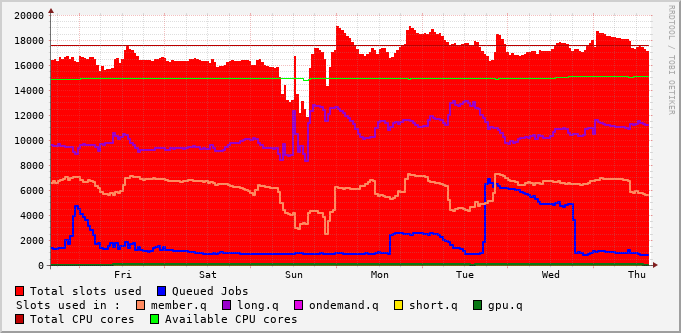 20000
18000
16000
14000
12000
10000
8000
6000
4000
2000
0
Fri Sat Sun Mon Tue Wed Thu
RRDTOOL / TOBI OETIKER
Total slots used Queued Jobs
Slots used in : member.q long.q ondemand.q short.q gpu.q
Total CPU cores Available CPU cores